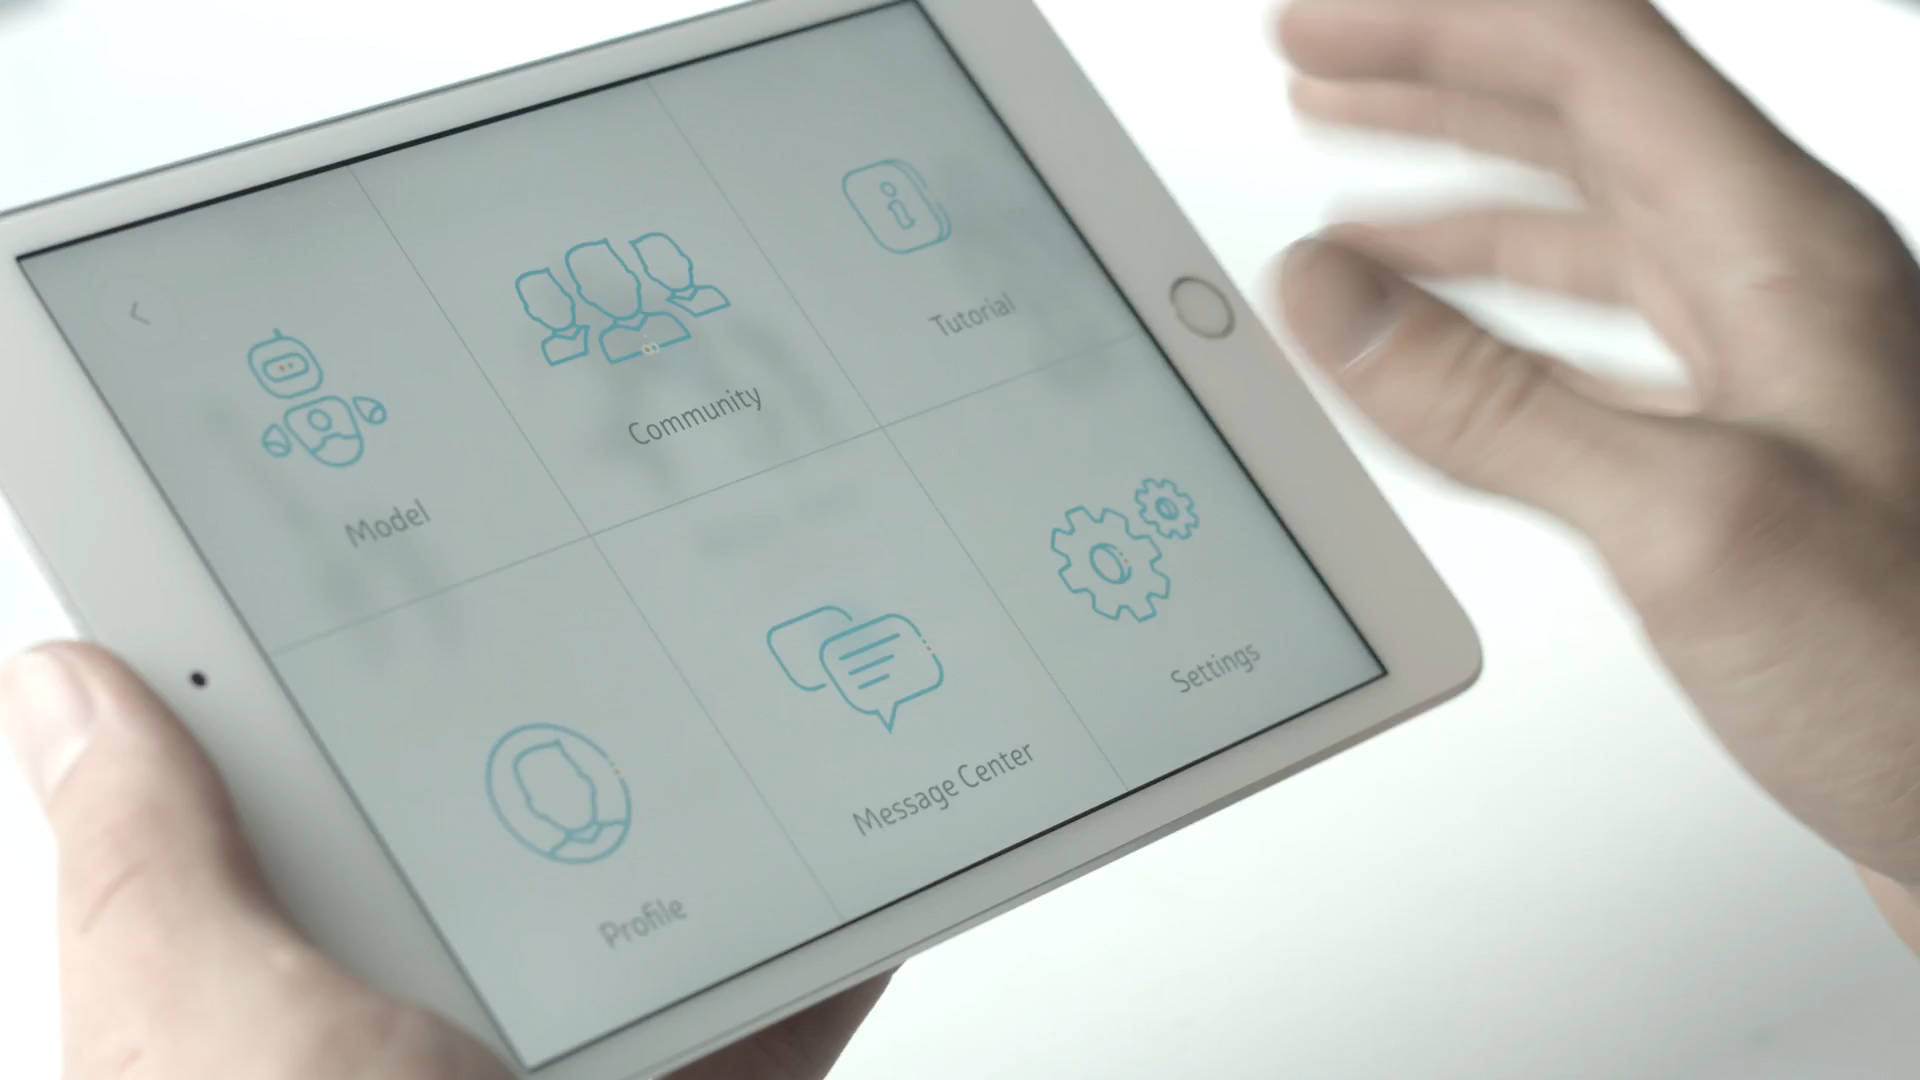 Model
Community
Tutorial
Profile
Message Center
Settings